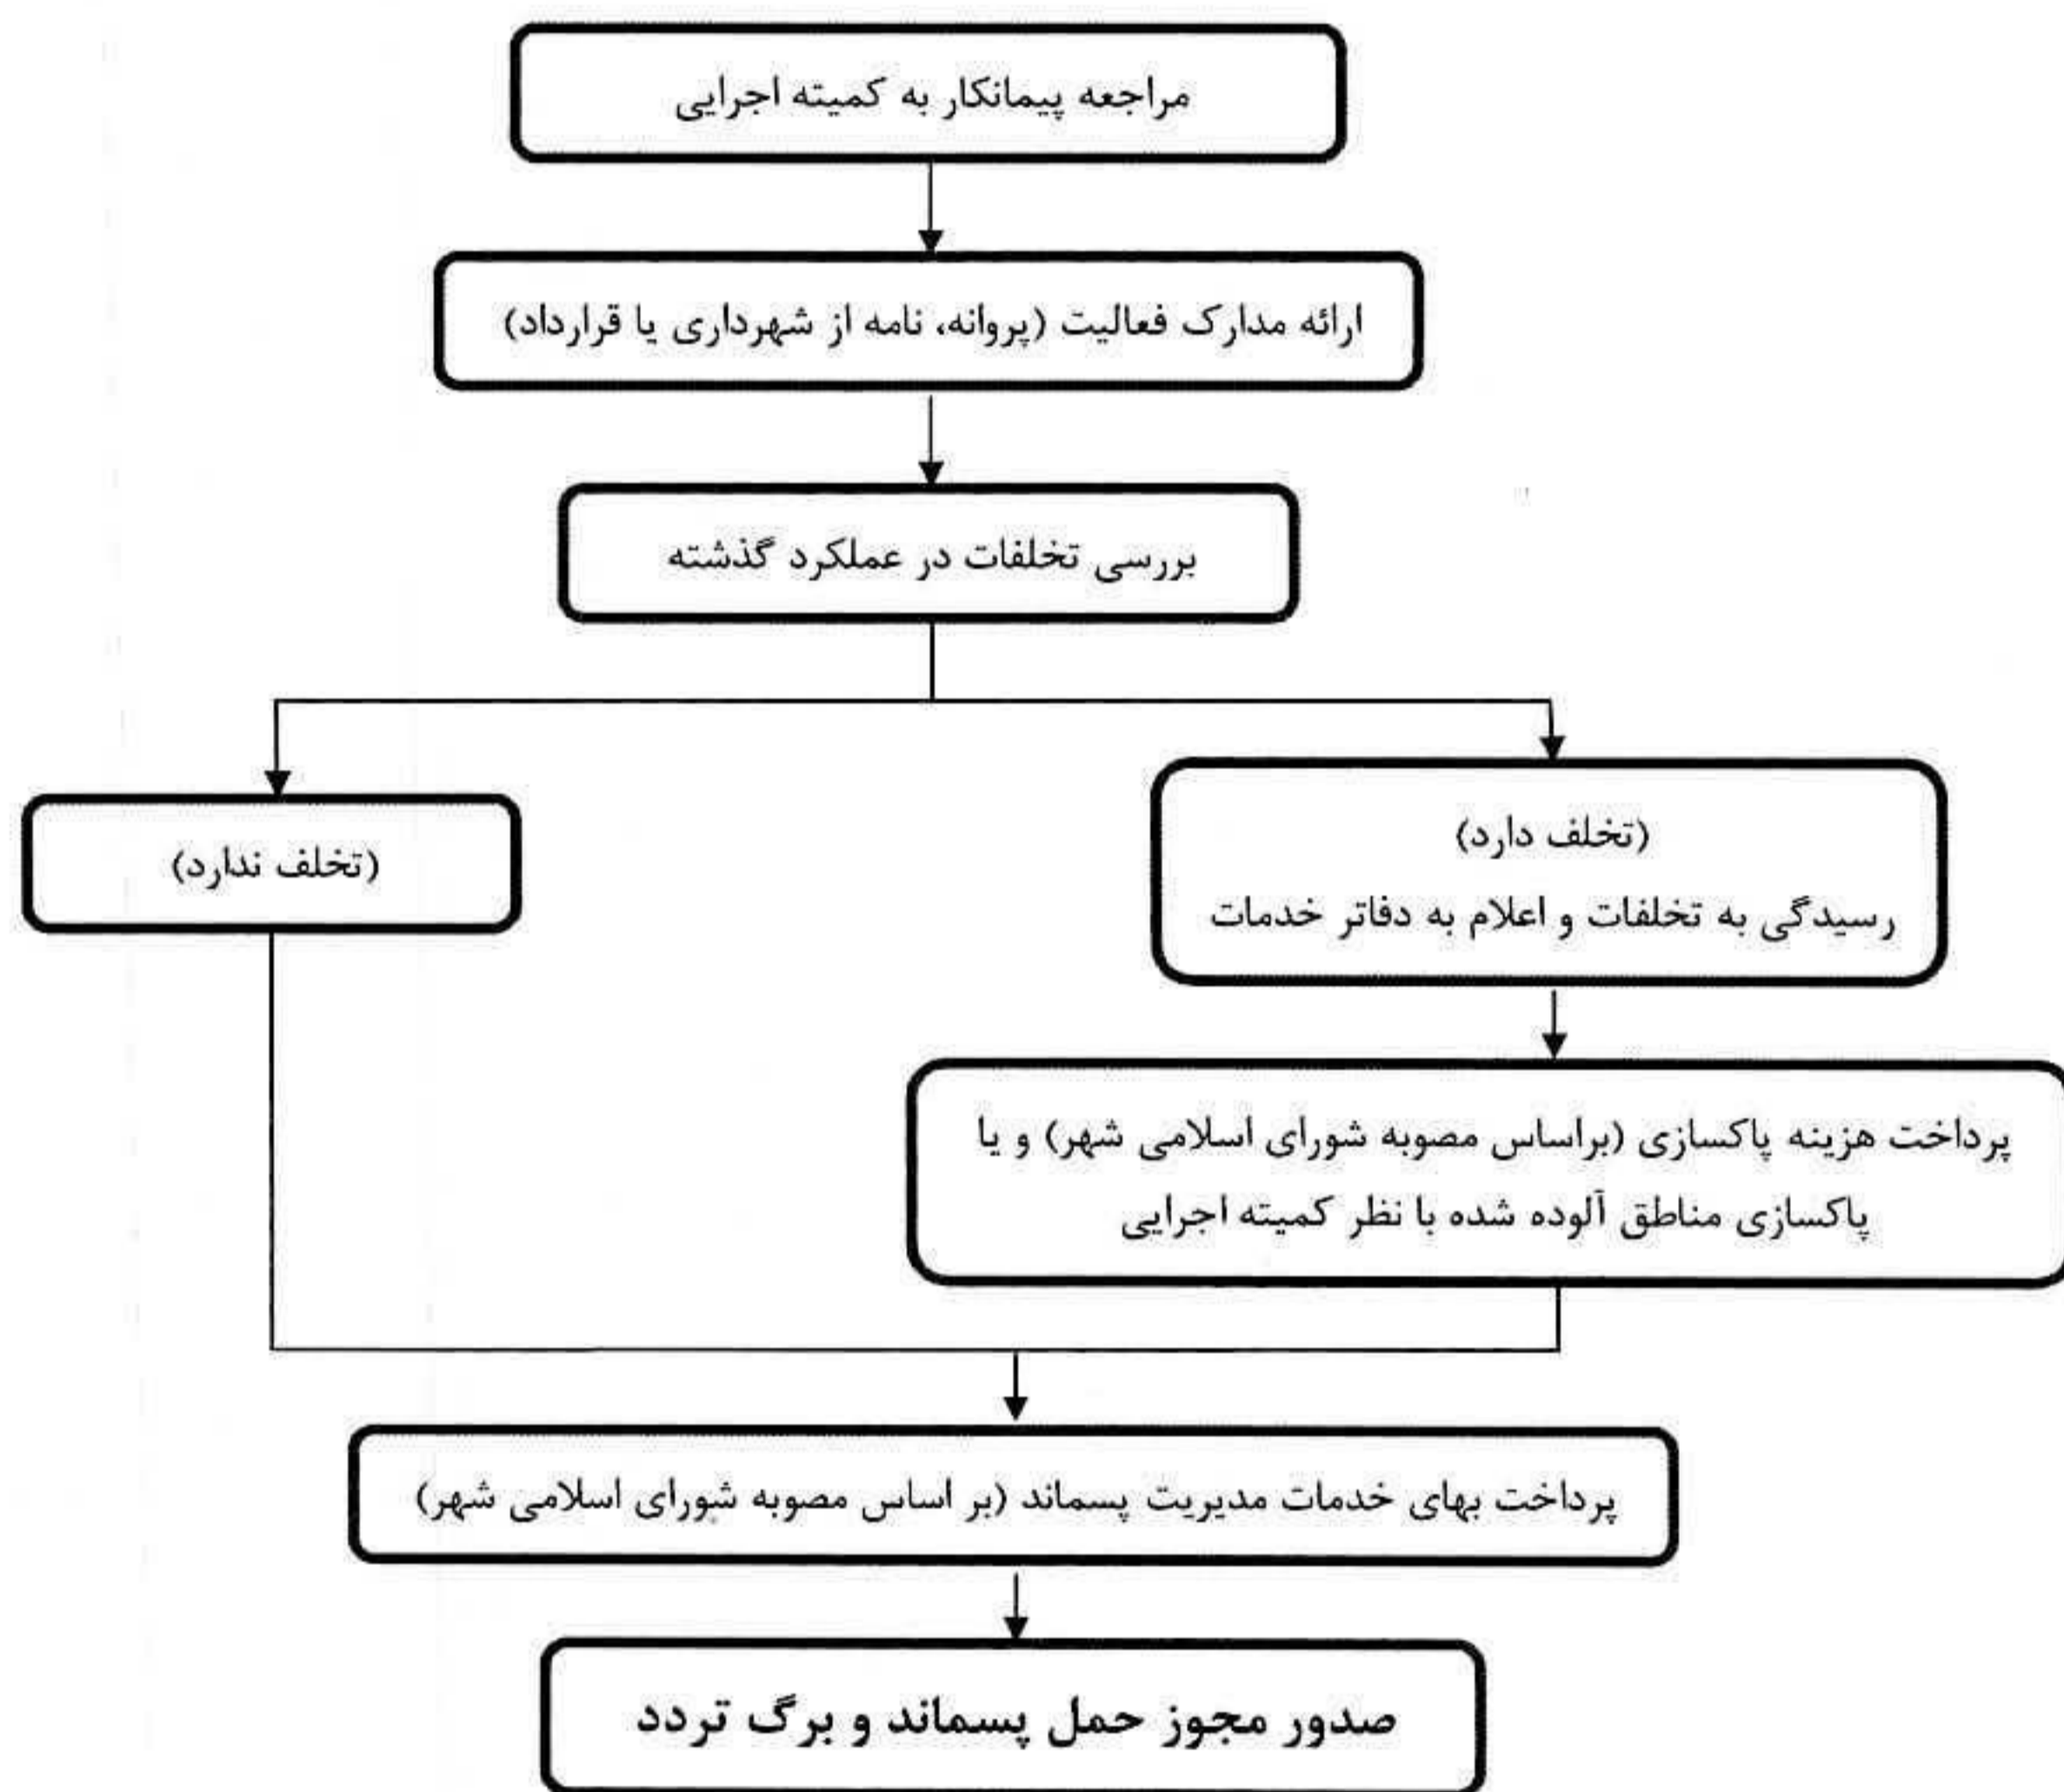 مراجعه پیمانکار به کمیته اجرایی
ارائه مدارک فعالیت (پروانه، نامه از شهرداری یا قرارداد)
بررسی تخلفات در عملکرد گذشته
(تخلف دارد)
رسیدگی به تخلفات و اعلام به دفاتر خدمات
(تخلف ندارد)
پرداخت هزینه پاکسازی (براساس مصوبه شورای اسلامی شهر) و یا
پاکسازی مناطق آلوده شده با نظر کمیته اجرایی
پرداخت بهای خدمات مدیریت پسماند (بر اساس مصوبه شورای اسلامی شهر)
صدور مجوز حمل پسماند و برگ تردد